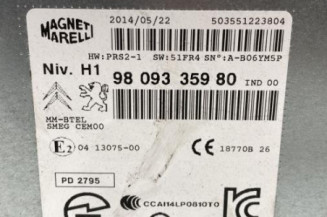 MAGNETI MARELLI
2014/05/22 503551223804
HW:PRS2-1 SW:51FR4 SN°:A-B06YM5P
Niv. H1 98 093 359 80 IND 00
MM-BTEL
SMEG CEM00
E2 04 13075-00
CE 18770B 26
PD 2795
CCAI14LP0810T0